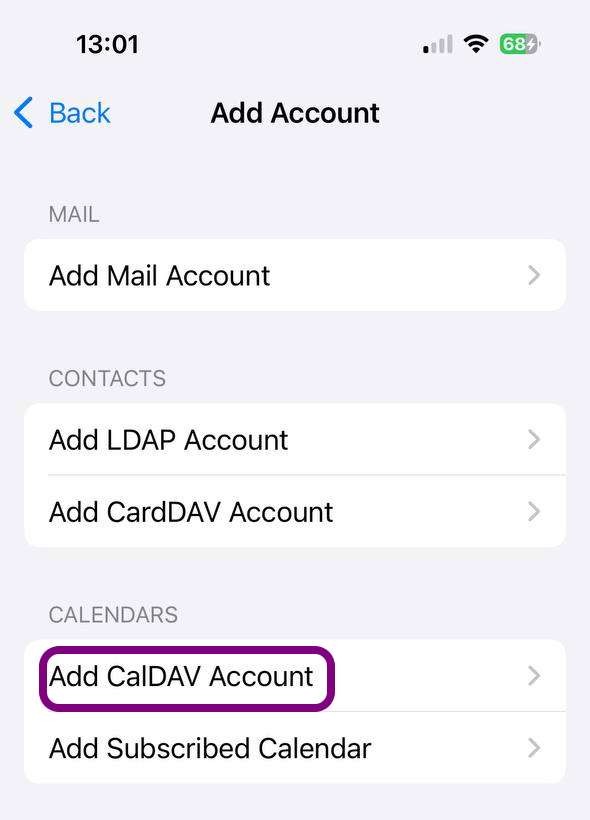 13:01
68
Back
Add Account
MAIL
Add Mail Account
CONTACTS
Add LDAP Account
Add CardDAV Account
CALENDARS
Add CalDAV Account
Add Subscribed Calendar